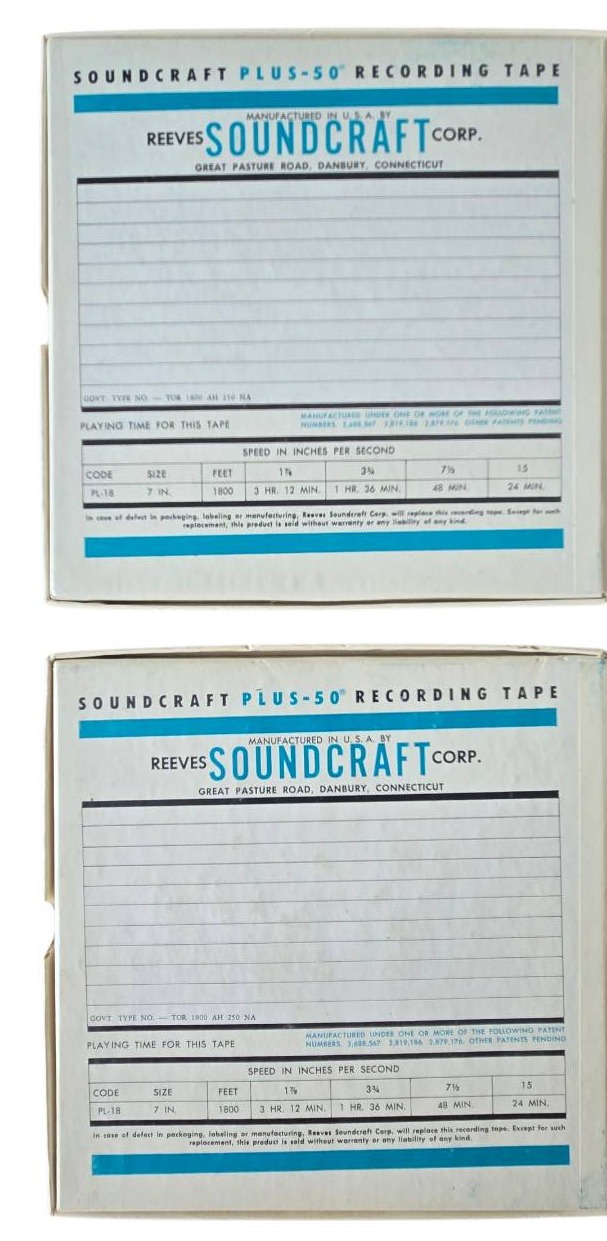 SOUNDCRAFT PLUS-50® RECORDING TAPE
MANUFACTURED IN U. S. A. BY
REEVES SOUNDCRAFT CORP.
GREAT PASTURE ROAD, DANBURY, CONNECTICUT
GOVT. TYPE NO. — TOR 1800 AH 250 NA
PLAYING TIME FOR THIS TAPE
MANUFACTURED UNDER ONE OR MORE OF THE FOLLOWING PATENT
NUMBERS. 2,688,567 2,819,186 2,879,176 OTHER PATENTS PENDING
SPEED IN INCHES PER SECOND
CODE SIZE FEET 1⅞ 3¾ 7½ 15
PL-18 7 IN. 1800 3 HR. 12 MIN. 1 HR. 36 MIN. 48 MIN. 24 MIN.
In case of defect in packaging, labeling or manufacturing, Reeves Soundcraft Corp. will replace this recording tape. Except for such
replacement, this product is sold without warranty or any liability of any kind.
SOUNDCRAFT PLUS-50® RECORDING TAPE
MANUFACTURED IN U. S. A. BY
REEVES SOUNDCRAFT CORP.
GREAT PASTURE ROAD, DANBURY, CONNECTICUT
GOVT. TYPE NO. — TOR 1800 AH 250 NA
PLAYING TIME FOR THIS TAPE
MANUFACTURED UNDER ONE OR MORE OF THE FOLLOWING PATENT
NUMBERS. 2,688,567 2,819,186 2,879,176 OTHER PATENTS PENDING
SPEED IN INCHES PER SECOND
CODE SIZE FEET 1⅞ 3¾ 7½ 15
PL-18 7 IN. 1800 3 HR. 12 MIN. 1 HR. 36 MIN. 48 MIN. 24 MIN.
In case of defect in packaging, labeling or manufacturing, Reeves Soundcraft Corp. will replace this recording tape. Except for such
replacement, this product is sold without warranty or any liability of any kind.